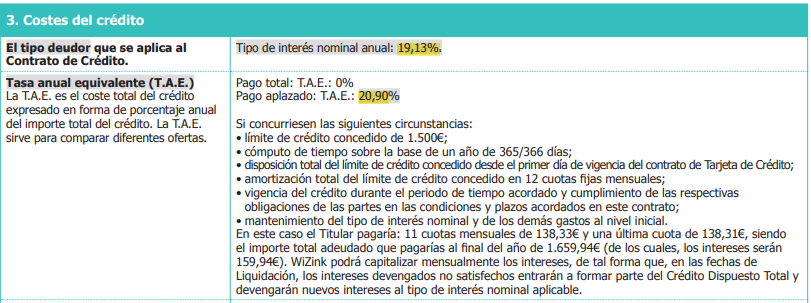 3. Costes del crédito
El tipo deudor que se aplica al
Contrato de Crédito.
Tipo de interés nominal anual: 19,13%.
Tasa anual equivalente (T.A.E.)
La T.A.E. es el coste total del crédito
expresado en forma de porcentaje anual
del importe total del crédito. La T.A.E.
sirve para comparar diferentes ofertas.
Pago total: T.A.E.: 0%
Pago aplazado: T.A.E.: 20,90%
Si concurriesen las siguientes circunstancias:
• límite de crédito concedido de 1.500€;
• cómputo de tiempo sobre la base de un año de 365/366 días;
• disposición total del límite de crédito concedido desde el primer día de vigencia del contrato de Tarjeta de Crédito;
• amortización total del límite de crédito concedido en 12 cuotas fijas mensuales;
• vigencia del crédito durante el periodo de tiempo acordado y cumplimiento de las respectivas
obligaciones de las partes en las condiciones y plazos acordados en este contrato;
• mantenimiento del tipo de interés nominal y de los demás gastos al nivel inicial.
En este caso el Titular pagaría: 11 cuotas mensuales de 138,33€ y una última cuota de 138,31€, siendo
el importe total adeudado que pagarías al final del año de 1.659,94€ (de los cuales, los intereses serán
159,94€). WiZink podrá capitalizar mensualmente los intereses, de tal forma que, en las fechas de
Liquidación, los intereses devengados no satisfechos entrarán a formar parte del Crédito Dispuesto Total y
devengarán nuevos intereses al tipo de interés nominal aplicable.